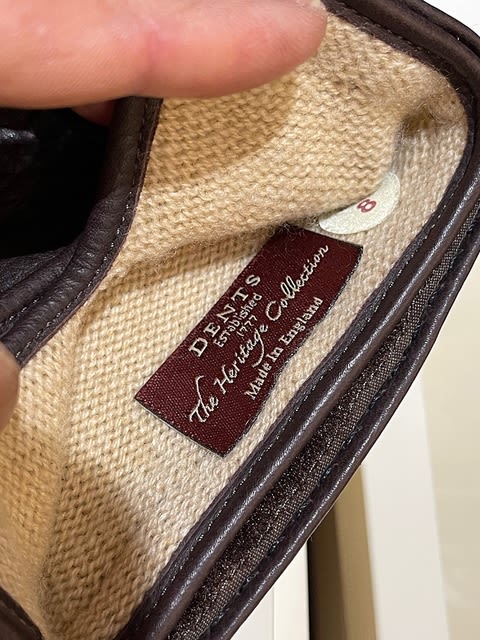 DENTS
ESTABLISHED
1777
The Heritage Collection
Made In England
8